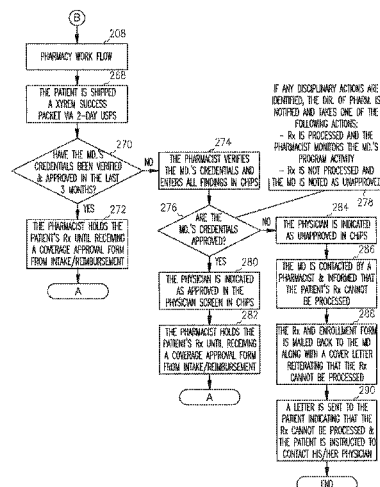 B
208
PHARMACY WORK FLOW
268
THE PATIENT IS SHIPPED
A XYREM SUCCESS
PACKET VIA 2-DAY USPS
270
HAVE THE MD.'S
CREDENTIALS BEEN VERIFIED
& APPROVED IN THE LAST
3 MONTHS?
NO
YES
272
THE PHARMACIST HOLDS THE
PATIENT'S Rx UNTIL RECEIVING
A COVERAGE APPROVAL FORM
FROM INTAKE/REIMBURSEMENT
A
274
THE PHARMACIST VERIFIES
THE MD.'S CREDENTIALS AND
ENTERS ALL FINDINGS IN CHIPS
276
ARE THE
MD.'S CREDENTIALS
APPROVED?
NO
YES
280
THE PHYSICIAN IS INDICATED
AS APPROVED IN THE
PHYSICIAN SCREEN IN CHIPS
282
THE PHARMACIST HOLDS THE
PATIENT'S Rx UNTIL RECEIVING
A COVERAGE APPROVAL FORM
FROM INTAKE/REIMBURSEMENT
A
IF ANY DISCIPLINARY ACTIONS ARE
IDENTIFIED, THE DIR. OF PHARM. IS
NOTIFIED AND TAKES ONE OF THE
FOLLOWING ACTIONS:
- Rx IS PROCESSED AND THE
PHARMACIST MONITORS THE MD.'S
PROGRAM ACTIVITY
- Rx IS NOT PROCESSED AND
THE MD IS NOTED AS UNAPPROVED
278
284
THE PHYSICIAN IS INDICATED
AS UNAPPROVED IN CHIPS
286
THE MD IS CONTACTED BY A
PHARMACIST & INFORMED THAT
THE PATIENT'S Rx CANNOT
BE PROCESSED
288
THE Rx AND ENROLLMENT FORM
IS MAILED BACK TO THE MD
ALONG WITH A COVER LETTER
REITERATING THAT THE Rx
CANNOT BE PROCESSED
290
A LETTER IS SENT TO THE
PATIENT INDICATING THAT THE
Rx CANNOT BE PROCESSED &
THE PATIENT IS INSTRUCTED TO
CONTACT HIS/HER PHYSICIAN
END